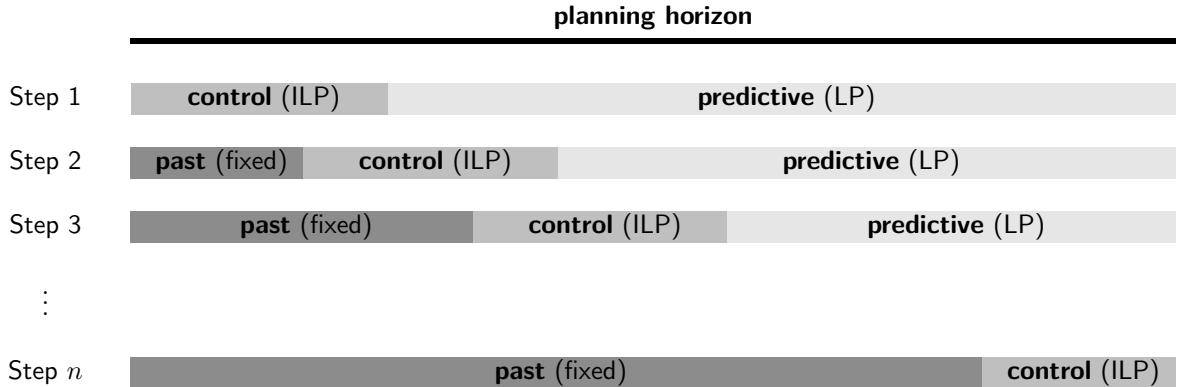 planning horizon
Step 1 control (ILP) predictive (LP)
Step 2 past (fixed) control (ILP) predictive (LP)
Step 3 past (fixed) control (ILP) predictive (LP)
⋮
Step n past (fixed) control (ILP)